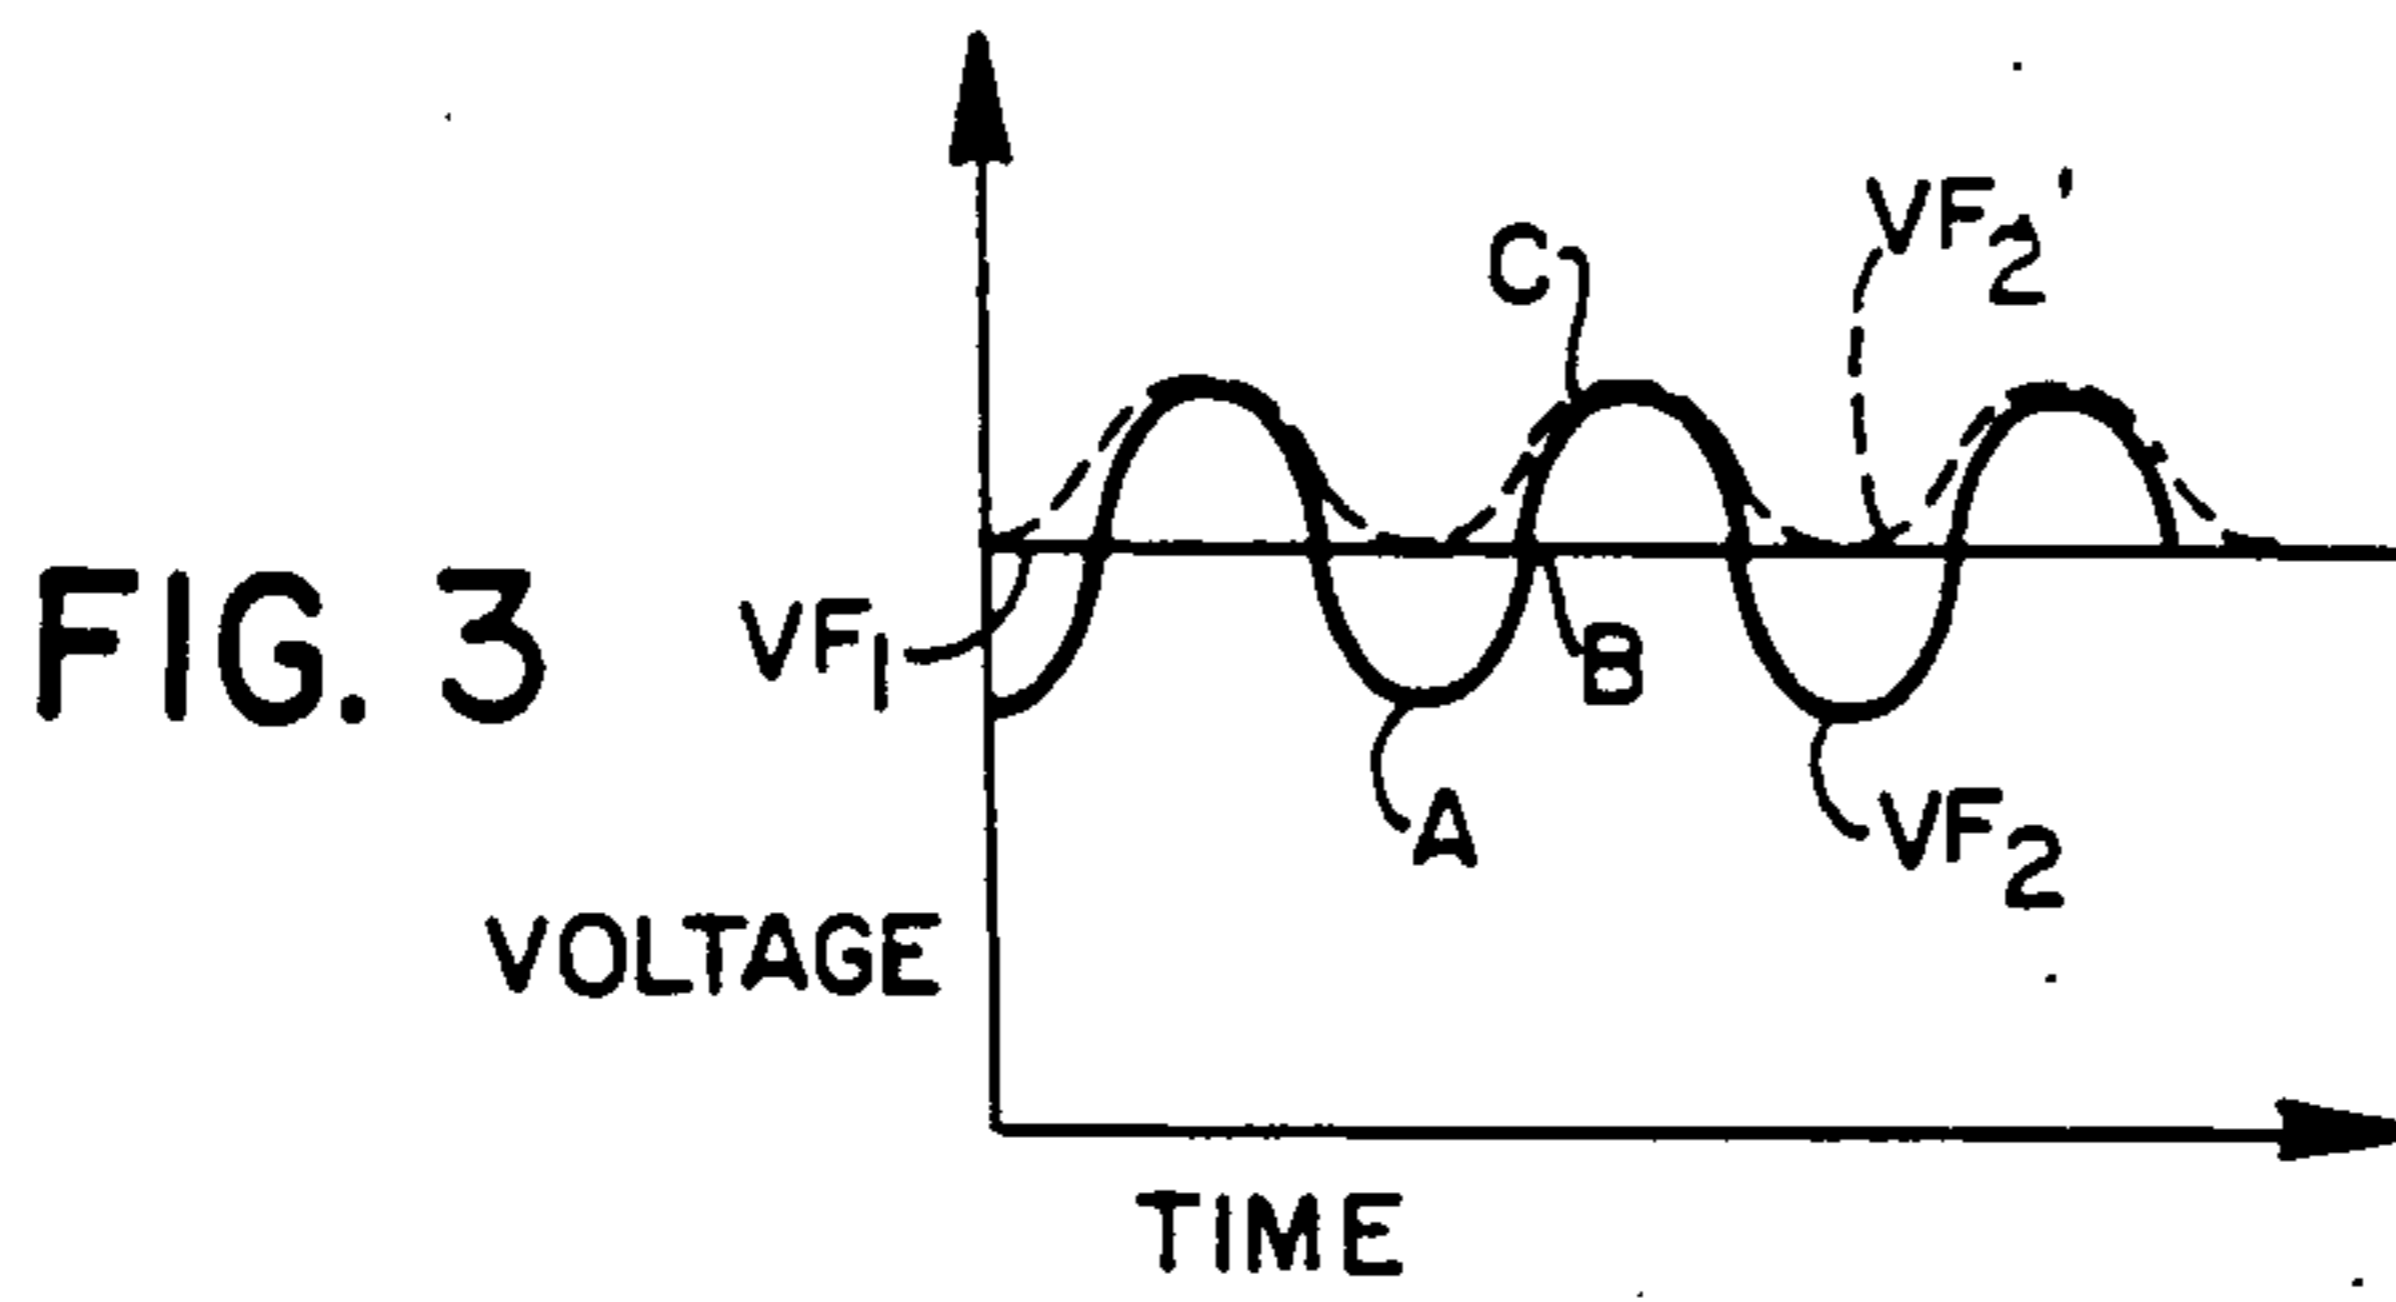 VF₂'
C
FIG. 3
VF₁
B
A
VF₂
VOLTAGE
TIME